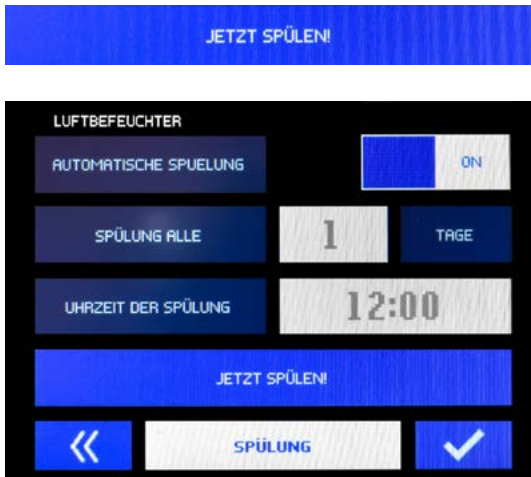 JETZT SPÜLEN!
LUFTBEFEUCHTER
AUTOMATISCHE SPUELUNG
ON
SPÜLUNG ALLE
1
TAGE
UHRZEIT DER SPÜLUNG
12:00
JETZT SPÜLEN!
SPÜLUNG